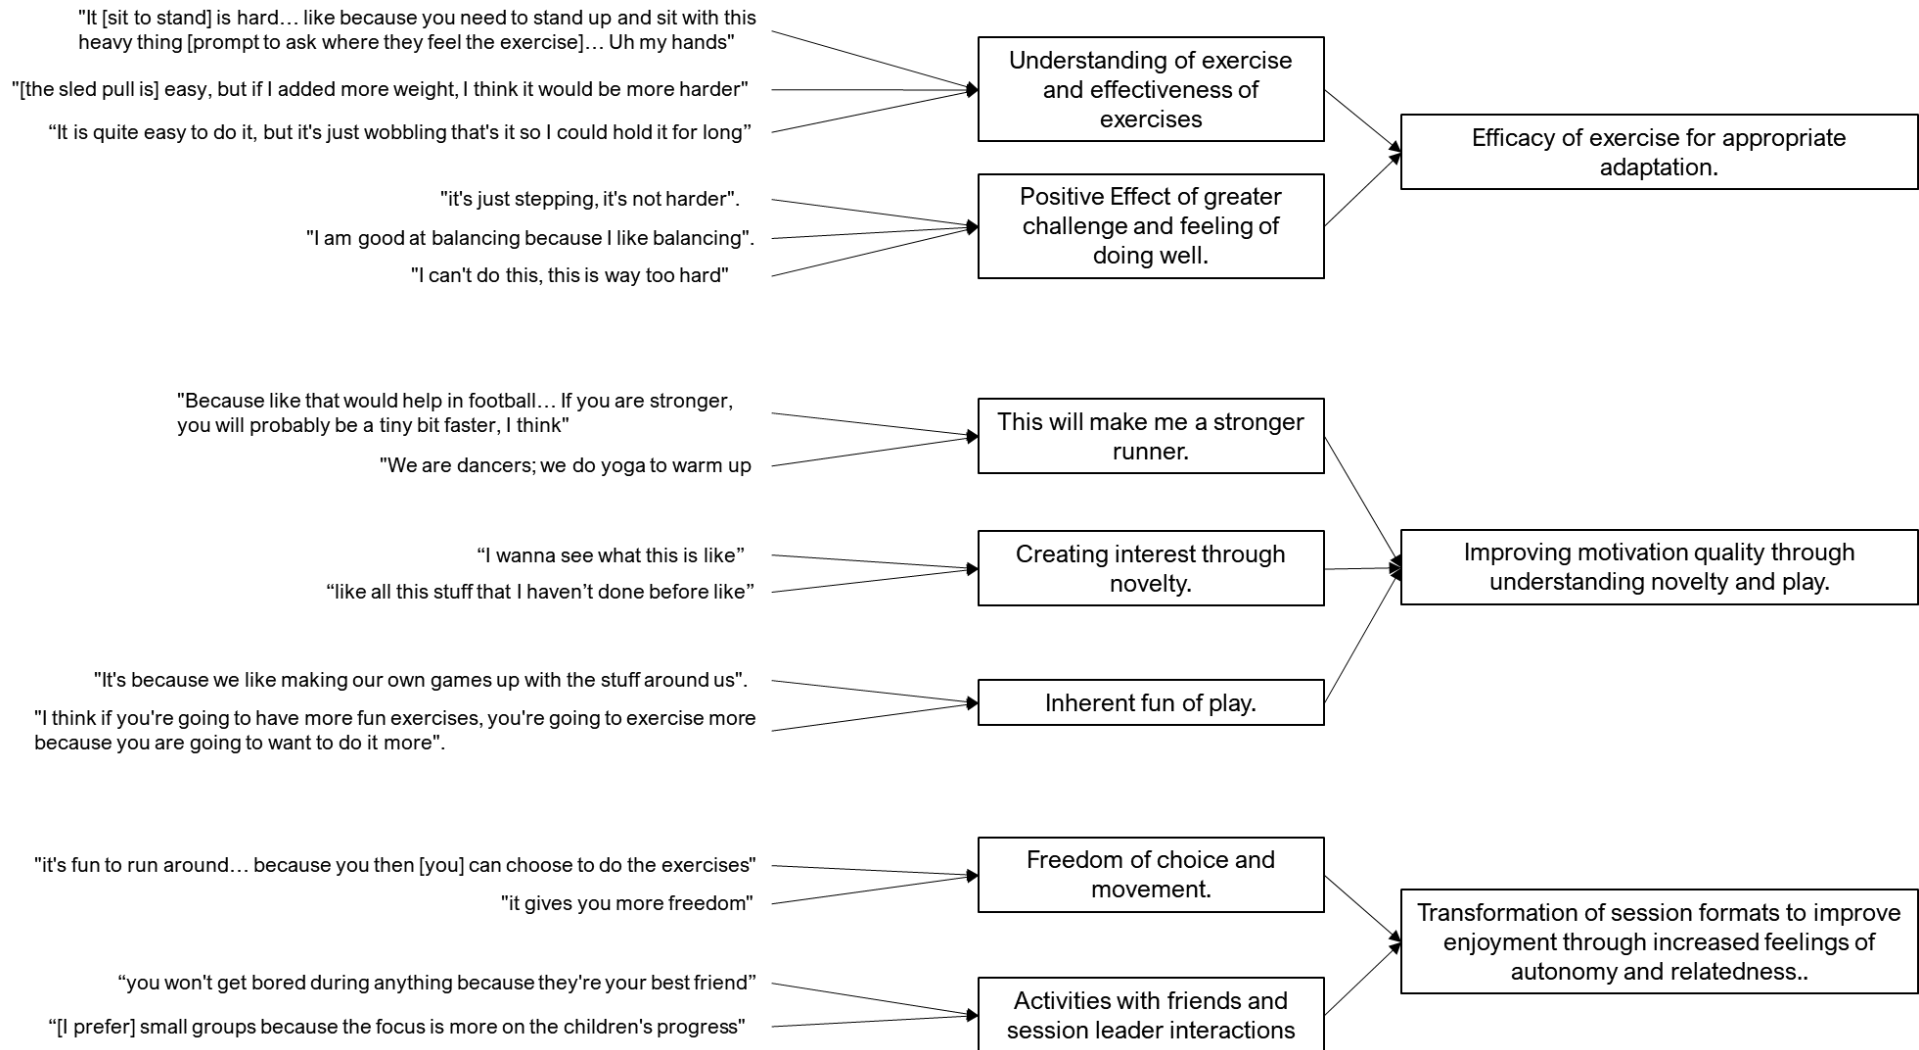 "It [sit to stand] is hard… like because you need to stand up and sit with this
heavy thing [prompt to ask where they feel the exercise]… Uh my hands"
"[the sled pull is] easy, but if I added more weight, I think it would be more harder"
“It is quite easy to do it, but it's just wobbling that's it so I could hold it for long”
Understanding of exercise
and effectiveness of
exercises
"it's just stepping, it's not harder".
"I am good at balancing because I like balancing".
"I can't do this, this is way too hard"
Positive Effect of greater
challenge and feeling of
doing well.
Efficacy of exercise for appropriate
adaptation.
"Because like that would help in football… If you are stronger,
you will probably be a tiny bit faster, I think"
"We are dancers; we do yoga to warm up
This will make me a stronger
runner.
“I wanna see what this is like”
“like all this stuff that I haven’t done before like”
Creating interest through
novelty.
"It's because we like making our own games up with the stuff around us".
"I think if you're going to have more fun exercises, you're going to exercise more
because you are going to want to do it more".
Inherent fun of play.
Improving motivation quality through
understanding novelty and play.
"it's fun to run around… because you then [you] can choose to do the exercises"
"it gives you more freedom"
Freedom of choice and
movement.
“you won't get bored during anything because they're your best friend”
“[I prefer] small groups because the focus is more on the children's progress"
Activities with friends and
session leader interactions
Transformation of session formats to improve
enjoyment through increased feelings of
autonomy and relatedness..